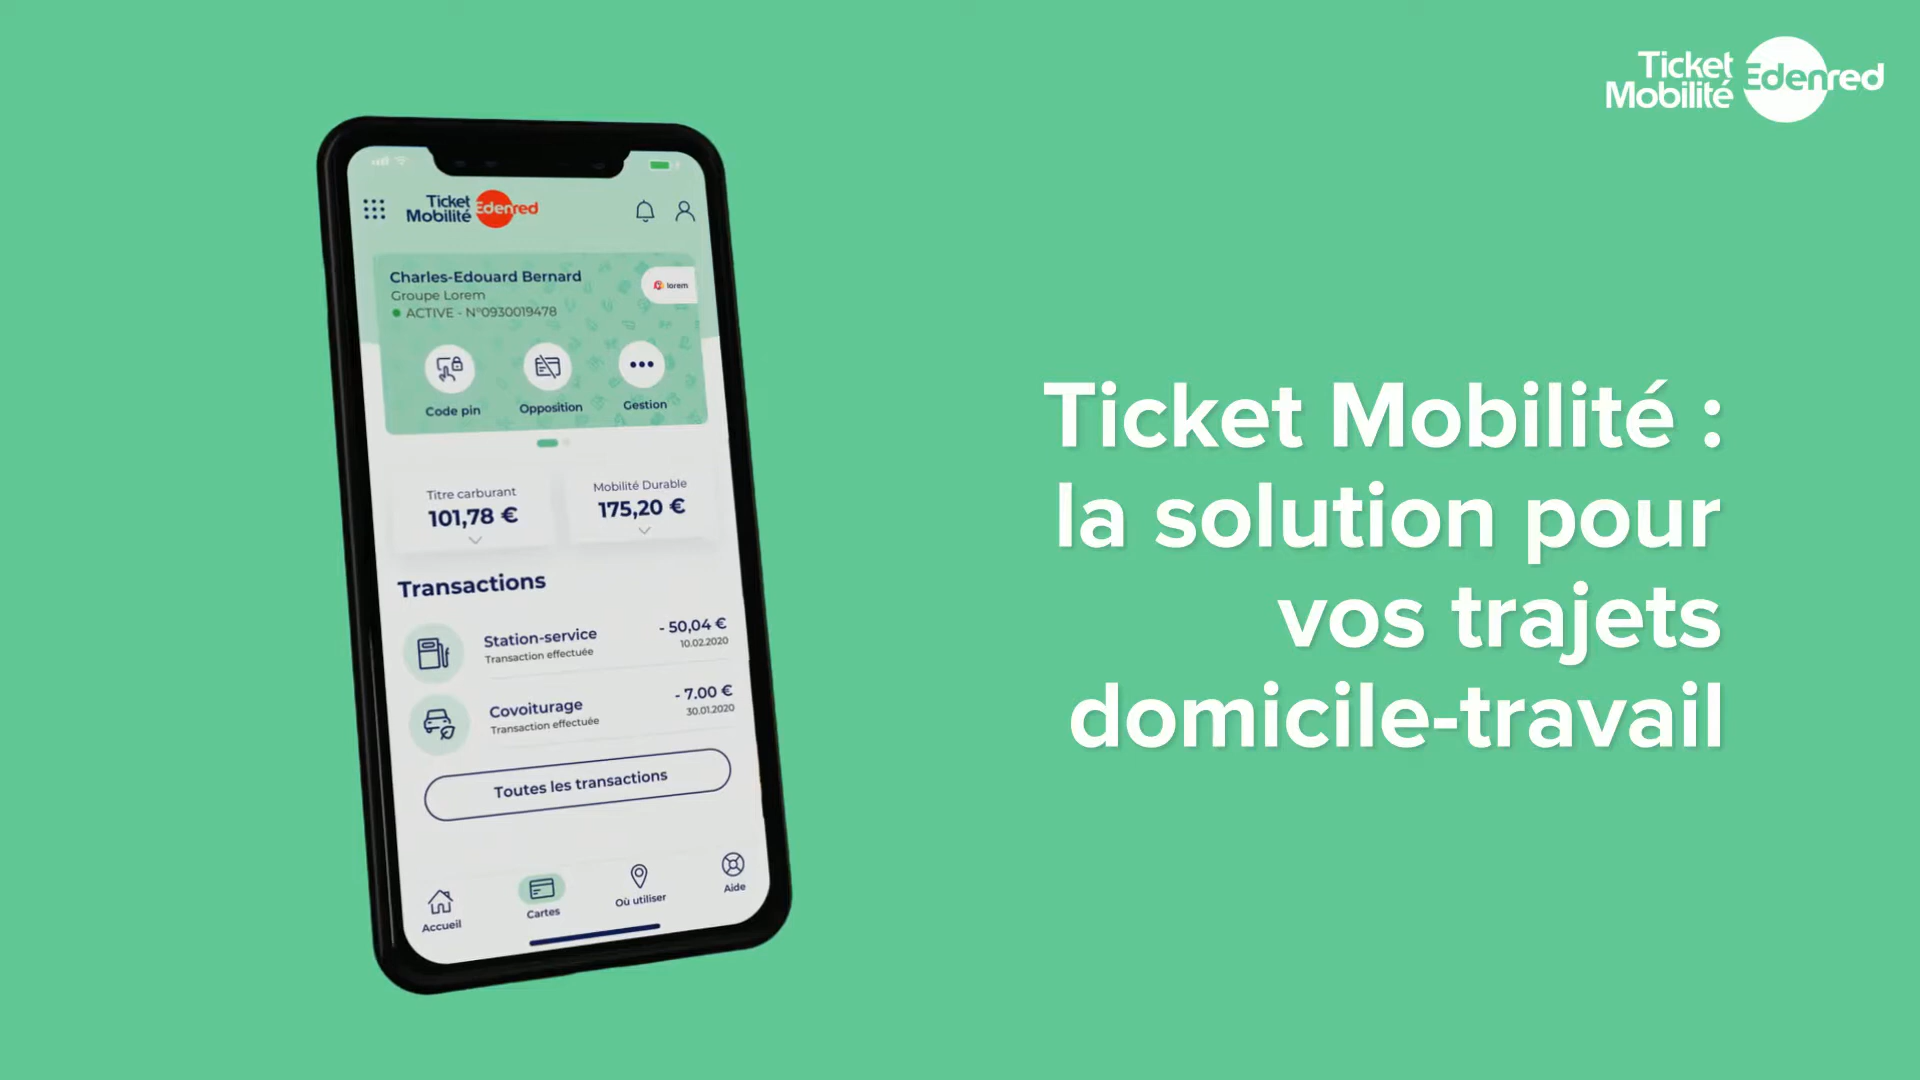 Ticket
Mobilité
Edenred
Ticket
Mobilité
Edenred
Charles-Edouard Bernard
Groupe Lorem
ACTIVE - N°0930019478
lorem
Code pin
Opposition
Gestion
Titre carburant
101,78 €
Mobilité Durable
175,20 €
Transactions
Station-service
Transaction effectuée
- 50,04 €
10.02.2020
Covoiturage
Transaction effectuée
- 7.00 €
30.01.2020
Toutes les transactions
Accueil
Cartes
Où utiliser
Aide
Ticket Mobilité :
la solution pour
vos trajets
domicile-travail